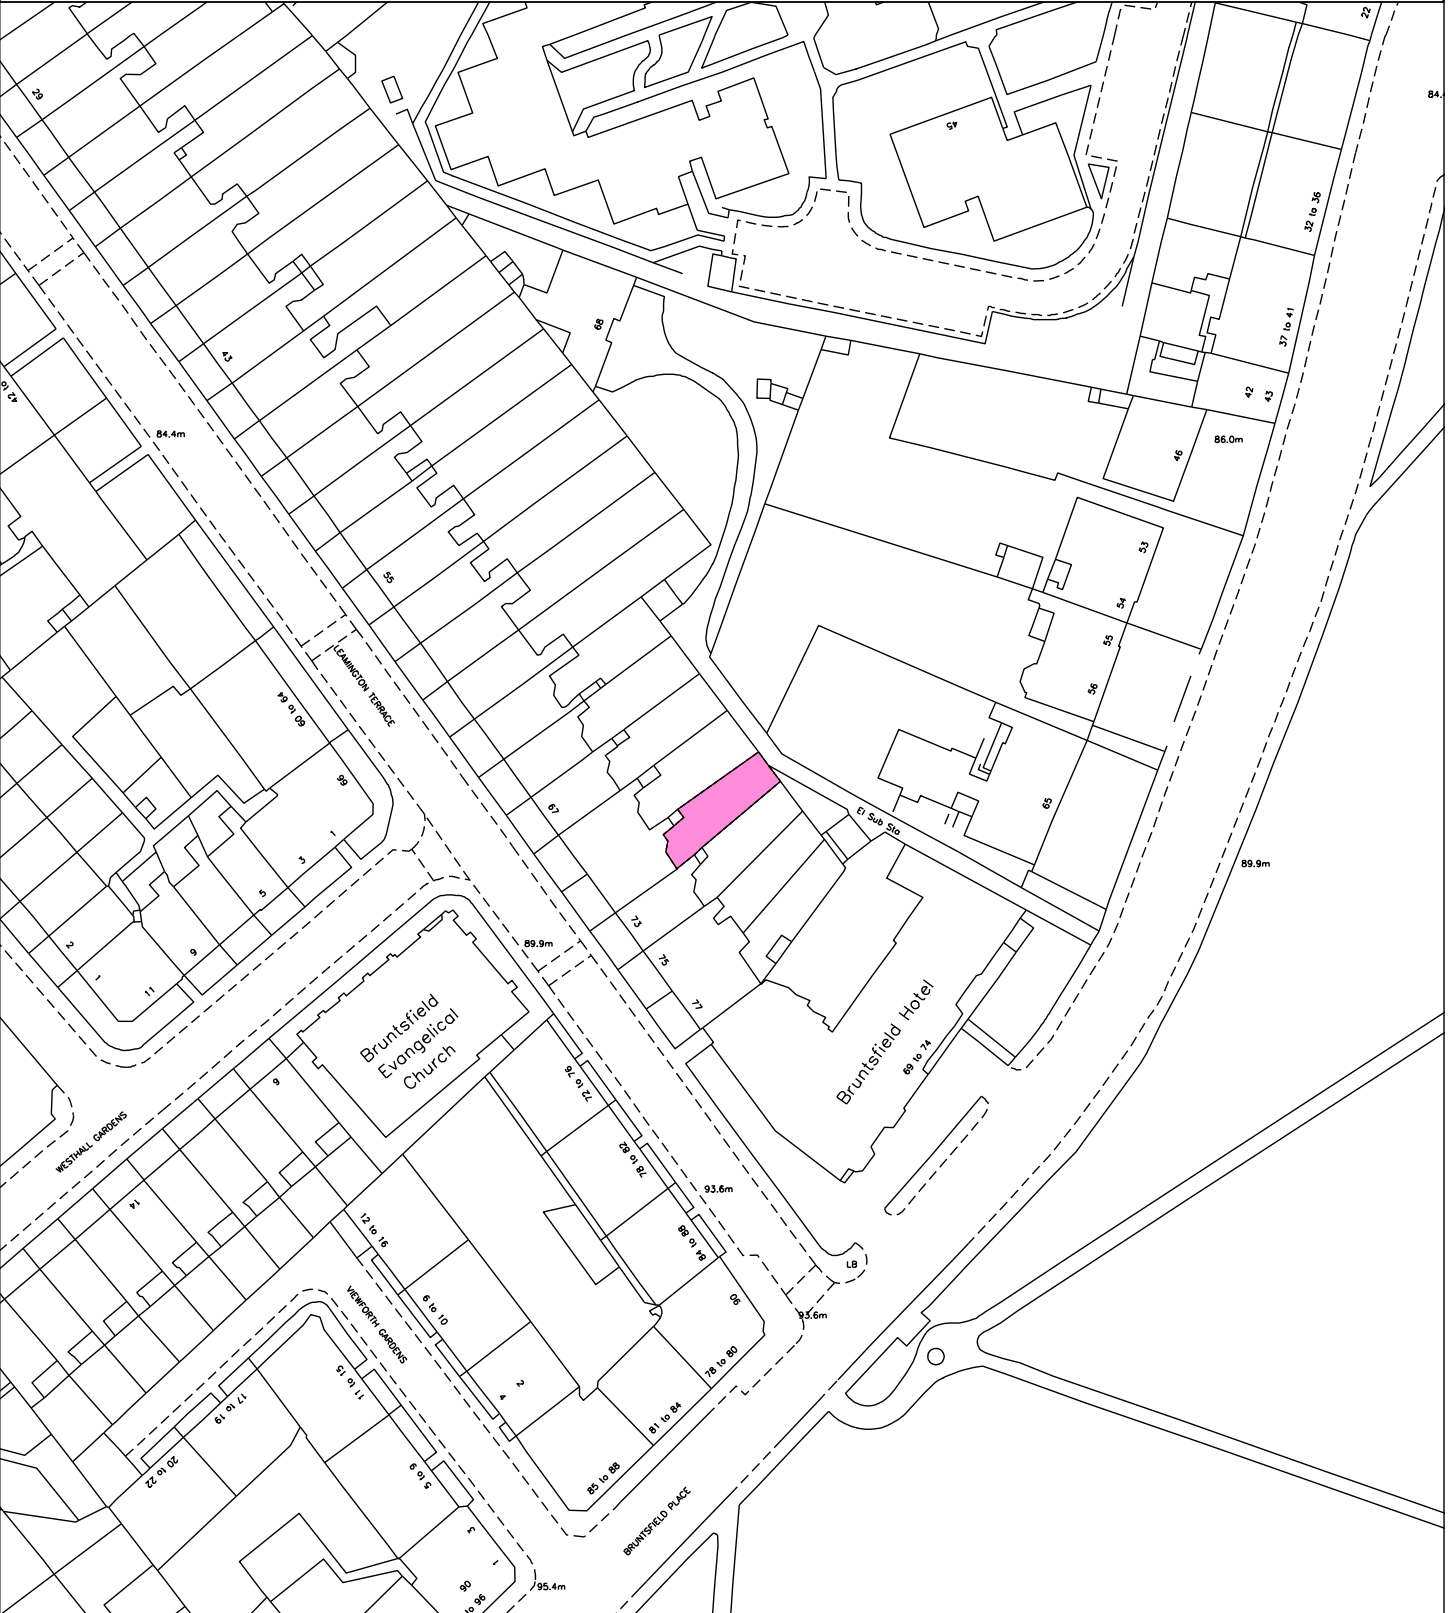 22
84.4
29
45
32 to 36
68
43
37 to 41
42
43
42 to
84.4m
86.0m
46
55
53
54
55
56
LEAMINGTON TERRACE
60 to 64
66
67
65
El Sub Sta
1
3
5
89.9m
2
9
73
1
11
75
89.9m
77
Bruntsfield
Evangelical
Church
Bruntsfield Hotel
69 to 74
72 to 76
9
WESTHALL GARDENS
78 to 82
93.6m
14
12 to 16
84 to 88
LB
6 to 10
90
93.6m
VIEWFORTH GARDENS
78 to 80
11 to 15
2
4
17 to 19
81 to 84
20 to 22
5 to 9
85 to 88
BRUNTSFIELD PLACE
3
1
90
to 96
95.4m